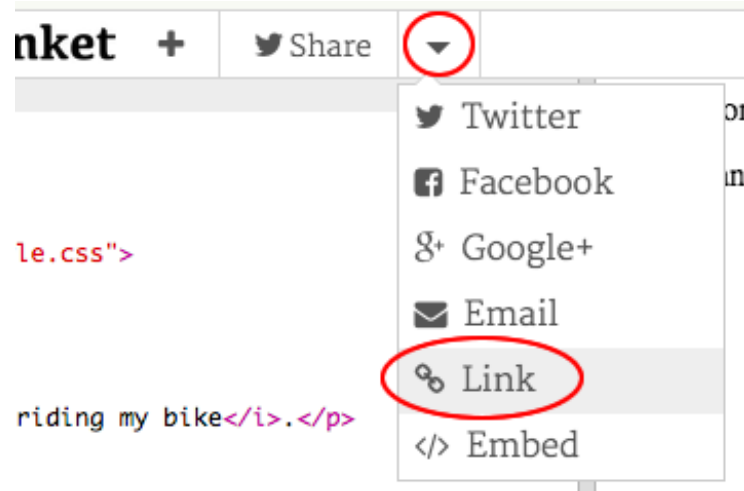 nket + Share
Twitter
Facebook
g+ Google+
Email
le.css">
Link
riding my bike</i>.</p>
</> Embed